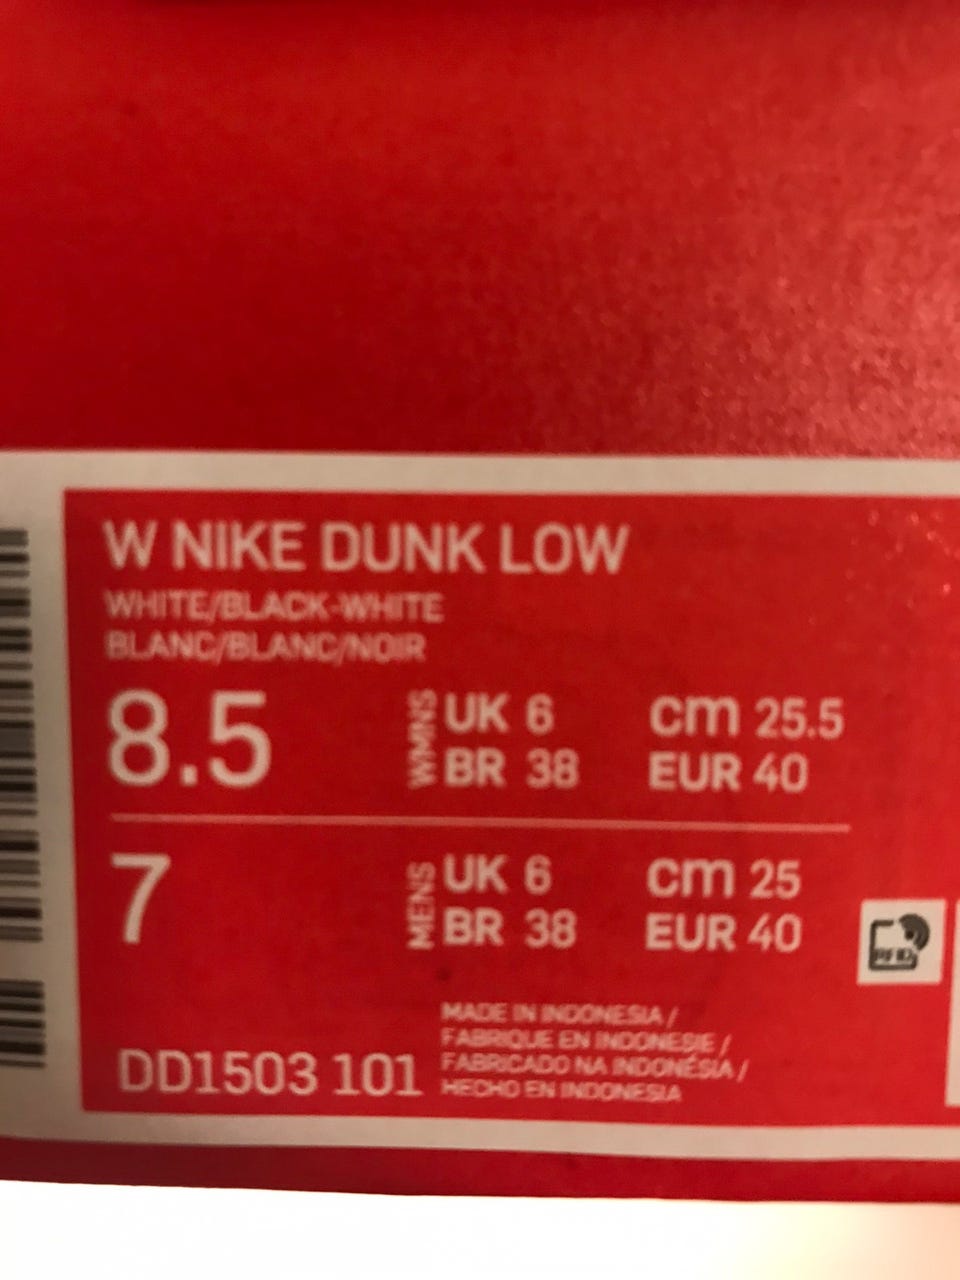 W NIKE DUNK LOW
WHITE/BLACK-WHITE
BLANC/BLANC/NOIR
8.5
WMNS
UK 6 cm 25.5
BR 38 EUR 40
7
MENS
UK 6 cm 25
BR 38 EUR 40
RFID
DD1503 101
MADE IN INDONESIA /
FABRIQUE EN INDONESIE /
FABRICADO NA INDONÉSIA /
HECHO EN INDONESIA